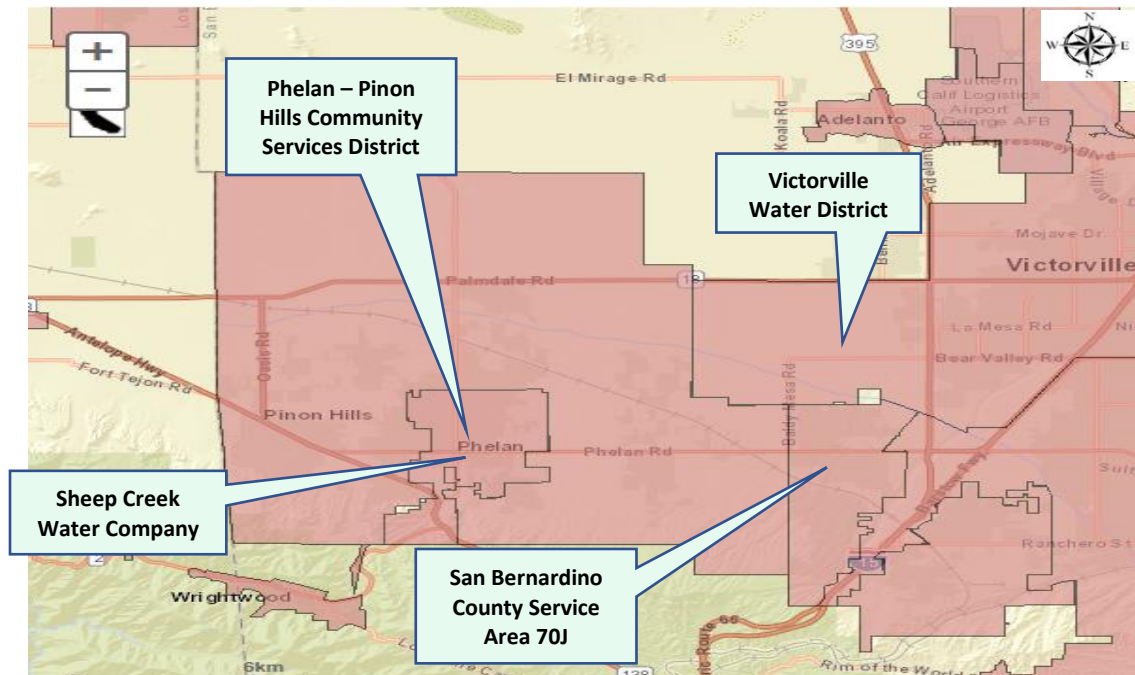 +
−
N
W
E
S
395
El Mirage Rd
Phelan – Pinon
Hills Community
Services District
Koala Rd
Adelanto
Adelanto Rd
Southern
Calif Logistics
Airport
George AFB
Air Expressway Blvd
Victorville
Water District
Mojave Dr
Victorville
Palmdale Rd
18
La Mesa Rd
Bear Valley Rd
Baldy Mesa Rd
Antelope Hwy
Fort Tejon Rd
Oasis Rd
Pinon Hills
Phelan
Phelan Rd
Sheep Creek
Water Company
San Bernardino
County Service
Area 70J
Ranchero St
15
2
Wrightwood
6km
138
Route 66
Rim of the World